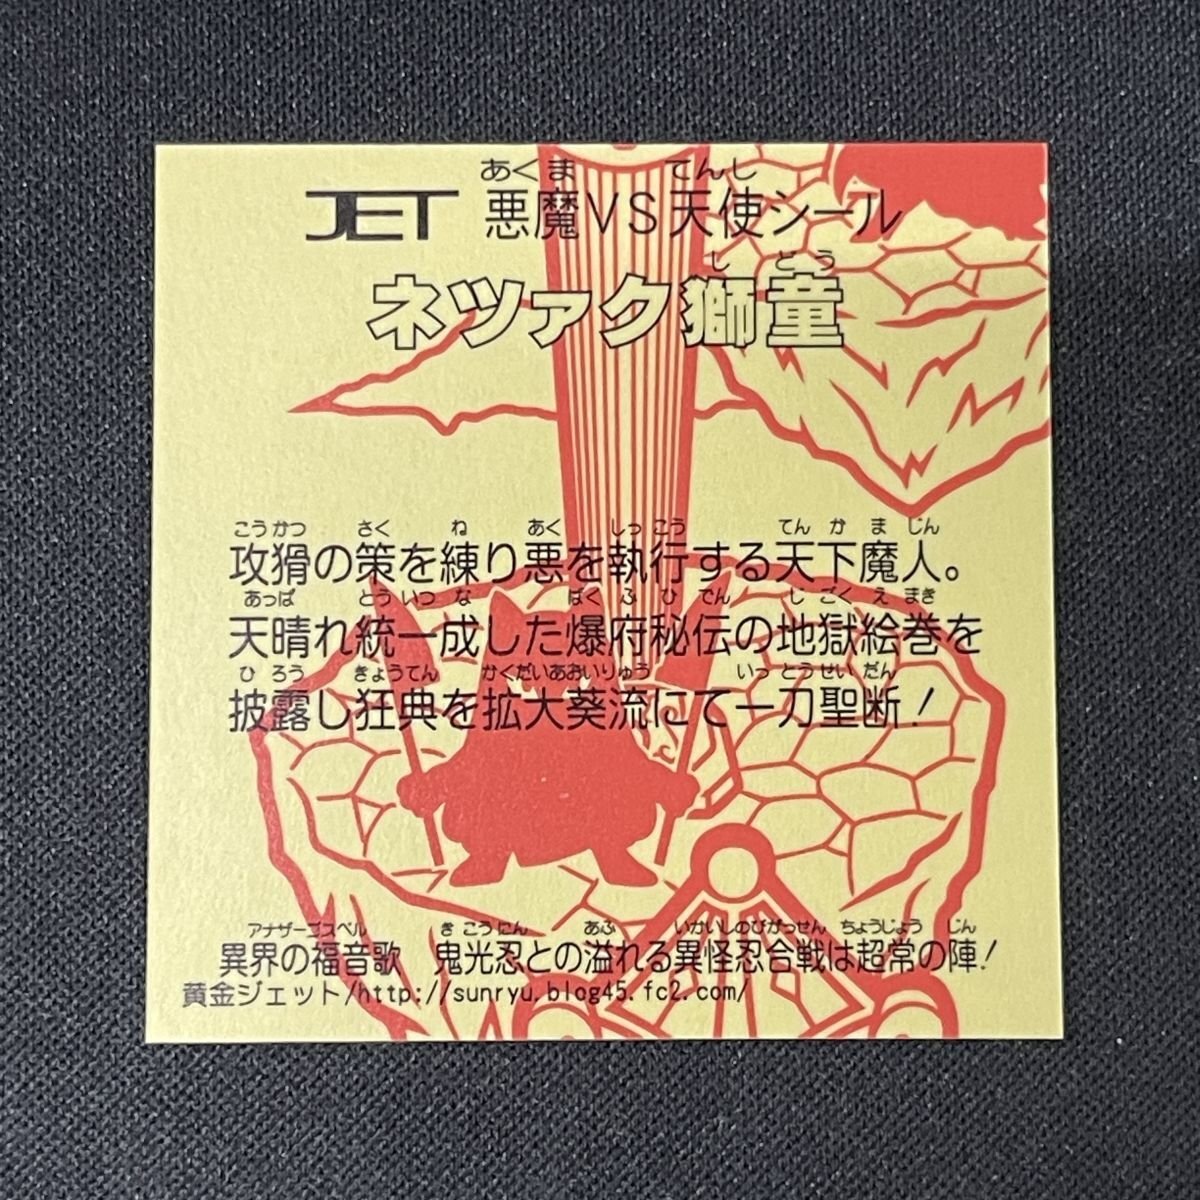 あくま てんし
JET 悪魔VS天使シール
しどう
ネツァク獅童
こうかつ さく ね あく しっこう てんかまじん
攻猾の策を練り悪を執行する天下魔人。
あっぱ とういつな ばくふひでん じごくえまき
天晴れ統一成した爆府秘伝の地獄絵巻を
ひろう きょうてん かくだいあおいりゅう いっとうせいだん
披露し狂典を拡大葵流にて一刀聖断!
アナザーゴスペル きこうにん あふ いかいしのびがっせん ちょうじょう じん
異界の福音歌 鬼光忍との溢れる異怪忍合戦は超常の陣!
黄金ジェット/http://sunryu.blog45.fc2.com/